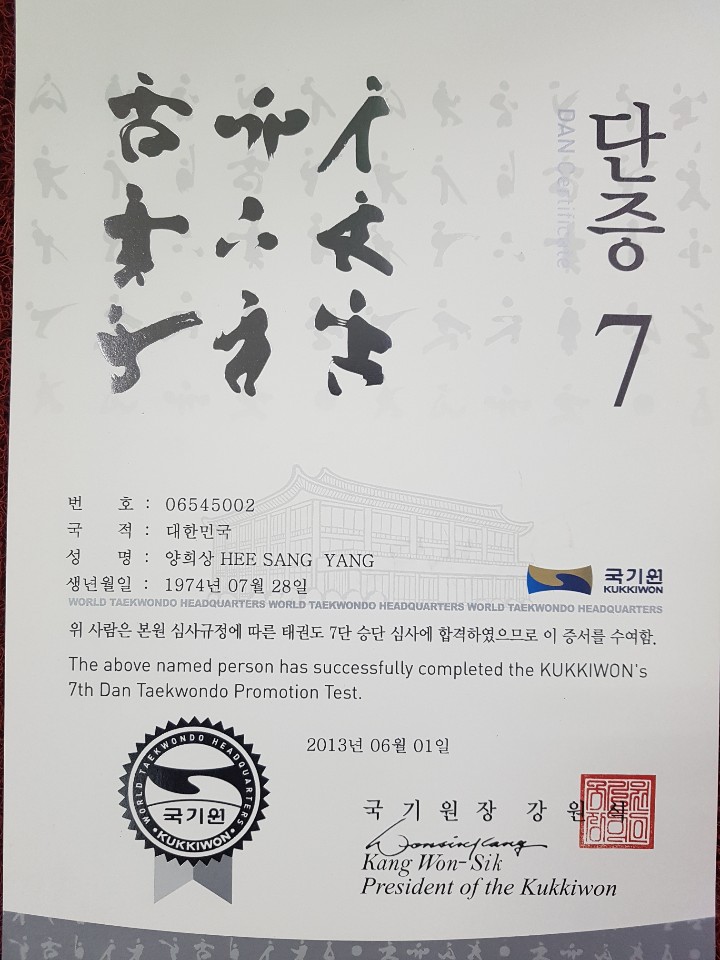 단증
DAN Certificate
7
번 호 : 06545002
국 적 : 대한민국
성 명 : 양희상 HEE SANG YANG
생년월일 : 1974년 07월 28일
국기원
KUKKIWON
WORLD TAEKWONDO HEADQUARTERS WORLD TAEKWONDO HEADQUARTERS WORLD TAEKWONDO HEADQUARTERS
위 사람은 본원 심사규정에 따른 태권도 7단 승단 심사에 합격하였으므로 이 증서를 수여함.
The above named person has successfully completed the KUKKIWON's
7th Dan Taekwondo Promotion Test.
2013년 06월 01일
WORLD TAEKWONDO HEADQUARTERS
국기원
•KUKKIWON•
국 기 원 장 강 원 식
Kang Won-Sik
President of the Kukkiwon